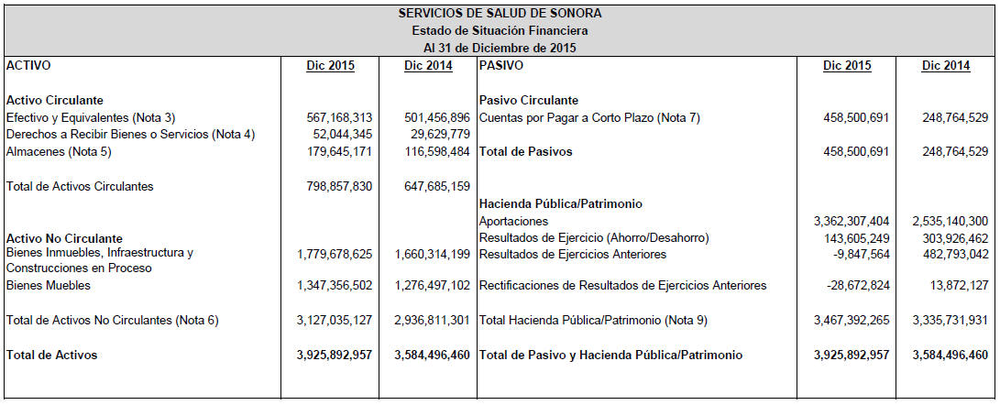 SERVICIOS DE SALUD DE SONORA
Estado de Situación Financiera
Al 31 de Diciembre de 2015
ACTIVO Dic 2015 Dic 2014
Activo Circulante
Efectivo y Equivalentes (Nota 3) 567,168,313 501,456,896
Derechos a Recibir Bienes o Servicios (Nota 4) 52,044,345 29,629,779
Almacenes (Nota 5) 179,645,171 116,598,484
Total de Activos Circulantes 798,857,830 647,685,159
Activo No Circulante
Bienes Inmuebles, Infraestructura y
Construcciones en Proceso 1,779,678,625 1,660,314,199
Bienes Muebles 1,347,356,502 1,276,497,102
Total de Activos No Circulantes (Nota 6) 3,127,035,127 2,936,811,301
Total de Activos 3,925,892,957 3,584,496,460
PASIVO Dic 2015 Dic 2014
Pasivo Circulante
Cuentas por Pagar a Corto Plazo (Nota 7) 458,500,691 248,764,529
Total de Pasivos 458,500,691 248,764,529
Hacienda Pública/Patrimonio
Aportaciones 3,362,307,404 2,535,140,300
Resultados de Ejercicio (Ahorro/Desahorro) 143,605,249 303,926,462
Resultados de Ejercicios Anteriores -9,847,564 482,793,042
Rectificaciones de Resultados de Ejercicios Anteriores -28,672,824 13,872,127
Total Hacienda Pública/Patrimonio (Nota 9) 3,467,392,265 3,335,731,931
Total de Pasivo y Hacienda Pública/Patrimonio 3,925,892,957 3,584,496,460